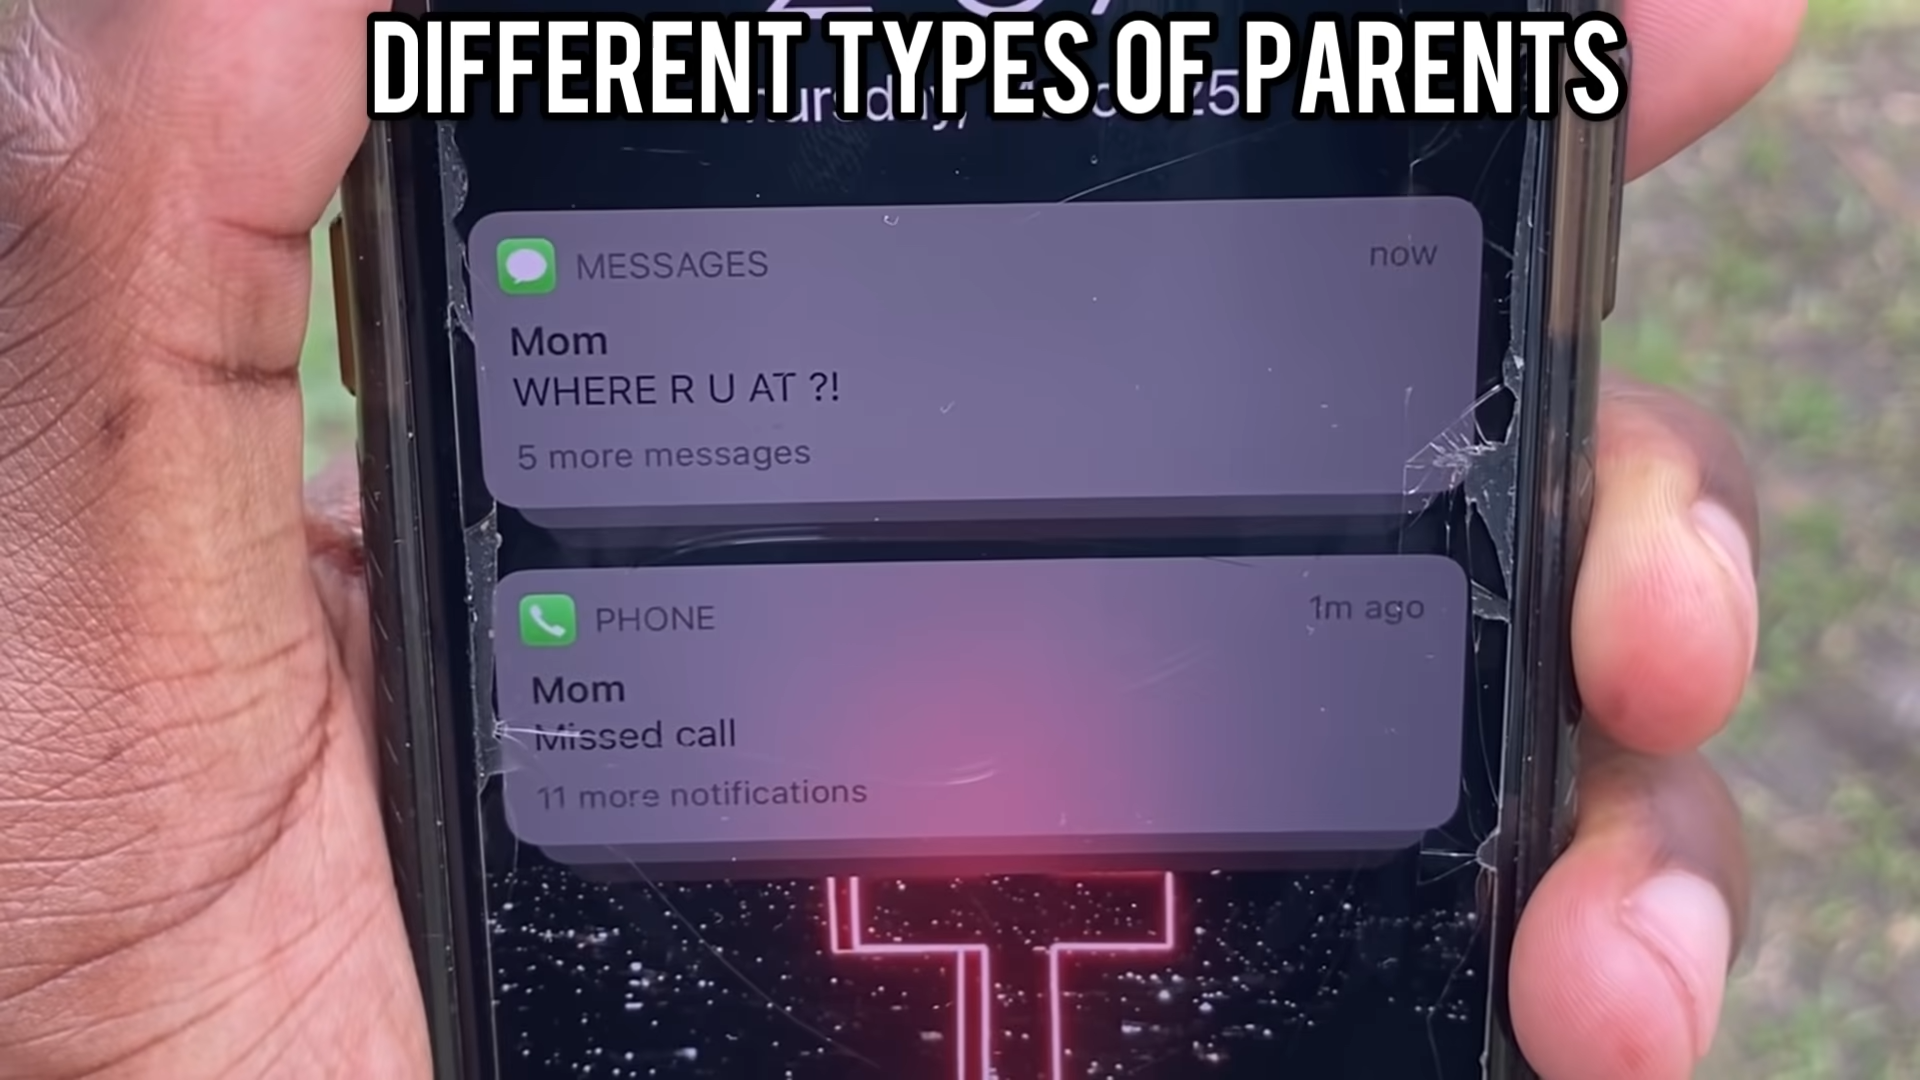 DIFFERENT TYPES OF PARENTS
MESSAGES
now
Mom
WHERE R U AT ?!
5 more messages
PHONE
1m ago
Mom
Missed call
11 more notifications